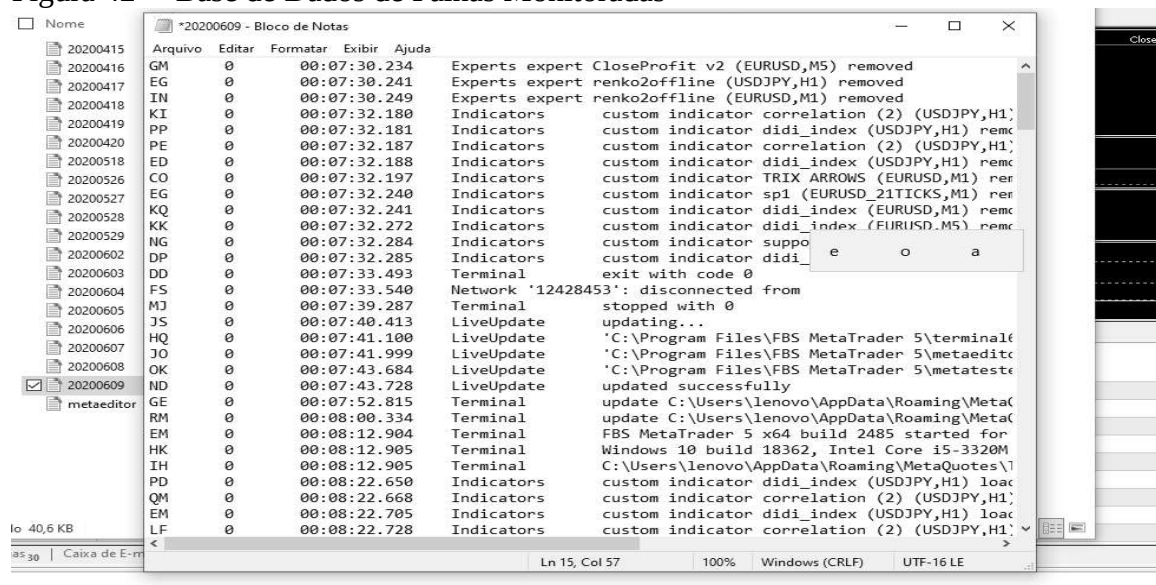 Nome
20200415
20200416
20200417
20200418
20200419
20200420
20200518
20200526
20200527
20200528
20200529
20200602
20200603
20200604
20200605
20200606
20200607
20200608
20200609
metaeditor
lo 40,6 KB
as 30 | Caixa de E-m
*20200609 - Bloco de Notas
Arquivo Editar Formatar Exibir Ajuda
GM 0 00:07:30.234 Experts expert CloseProfit v2 (EURUSD,M5) removed
EG 0 00:07:30.241 Experts expert renko2offline (USDJPY,H1) removed
IN 0 00:07:30.249 Experts expert renko2offline (EURUSD,M1) removed
KI 0 00:07:32.180 Indicators custom indicator correlation (2) (USDJPY,H1)
PP 0 00:07:32.181 Indicators custom indicator didi_index (USDJPY,H1) remo
PE 0 00:07:32.187 Indicators custom indicator correlation (2) (USDJPY,H1)
ED 0 00:07:32.188 Indicators custom indicator didi_index (USDJPY,H1) remo
CO 0 00:07:32.197 Indicators custom indicator TRIX ARROWS (EURUSD,M1) rem
EG 0 00:07:32.240 Indicators custom indicator sp1 (EURUSD_21TICKS,M1) rem
KQ 0 00:07:32.241 Indicators custom indicator didi_index (EURUSD,M1) remo
KK 0 00:07:32.272 Indicators custom indicator didi_index (EURUSD,M5) remo
NG 0 00:07:32.284 Indicators custom indicator suppo
DP 0 00:07:32.285 Indicators custom indicator didi_
e o a
DD 0 00:07:33.493 Terminal exit with code 0
FS 0 00:07:33.540 Network '12428453': disconnected from
MJ 0 00:07:39.287 Terminal stopped with 0
JS 0 00:07:40.413 LiveUpdate updating...
HQ 0 00:07:41.100 LiveUpdate 'C:\Program Files\FBS MetaTrader 5\terminal6
JO 0 00:07:41.999 LiveUpdate 'C:\Program Files\FBS MetaTrader 5\metaedito
OK 0 00:07:43.684 LiveUpdate 'C:\Program Files\FBS MetaTrader 5\metateste
ND 0 00:07:43.728 LiveUpdate updated successfully
GE 0 00:07:52.815 Terminal update C:\Users\lenovo\AppData\Roaming\Meta
RM 0 00:08:00.334 Terminal update C:\Users\lenovo\AppData\Roaming\Meta
EM 0 00:08:12.904 Terminal FBS MetaTrader 5 x64 build 2485 started for
HK 0 00:08:12.905 Terminal Windows 10 build 18362, Intel Core i5-3320M
IH 0 00:08:12.905 Terminal C:\Users\lenovo\AppData\Roaming\MetaQuotes\T
PD 0 00:08:22.650 Indicators custom indicator didi_index (USDJPY,H1) load
QM 0 00:08:22.668 Indicators custom indicator correlation (2) (USDJPY,H1)
EM 0 00:08:22.705 Indicators custom indicator didi_index (USDJPY,H1) load
LF 0 00:08:22.728 Indicators custom indicator correlation (2) (USDJPY,H1)
Ln 15, Col 57 100% Windows (CRLF) UTF-16 LE
Close